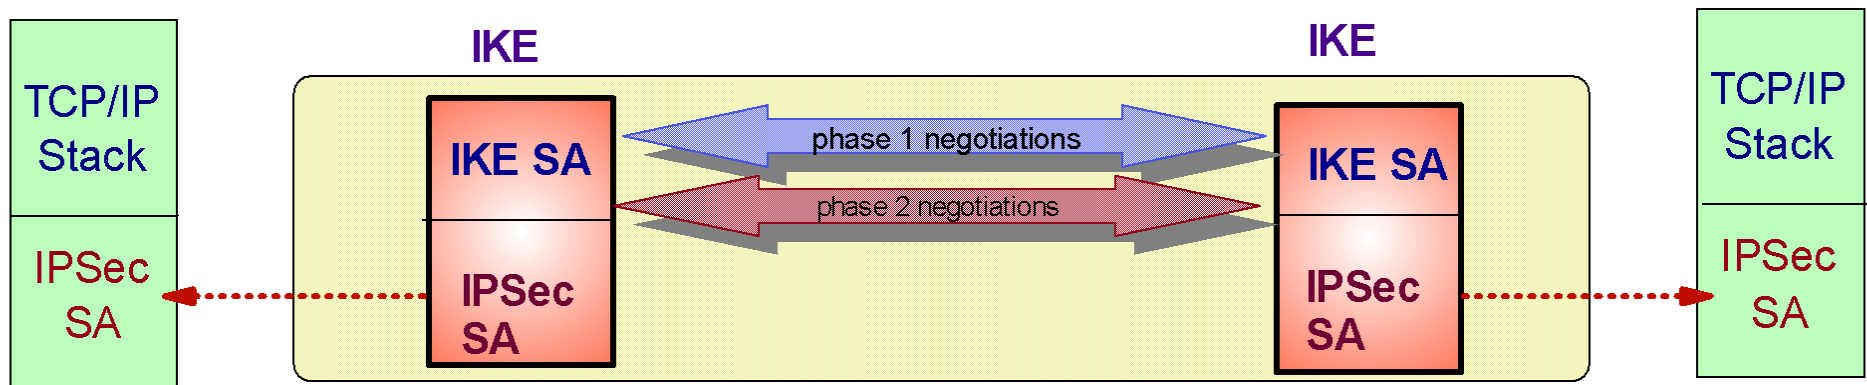 IKE
IKE
TCP/IP
Stack
IPSec
SA
IKE SA
IPSec
SA
phase 1 negotiations
phase 2 negotiations
IKE SA
IPSec
SA
TCP/IP
Stack
IPSec
SA